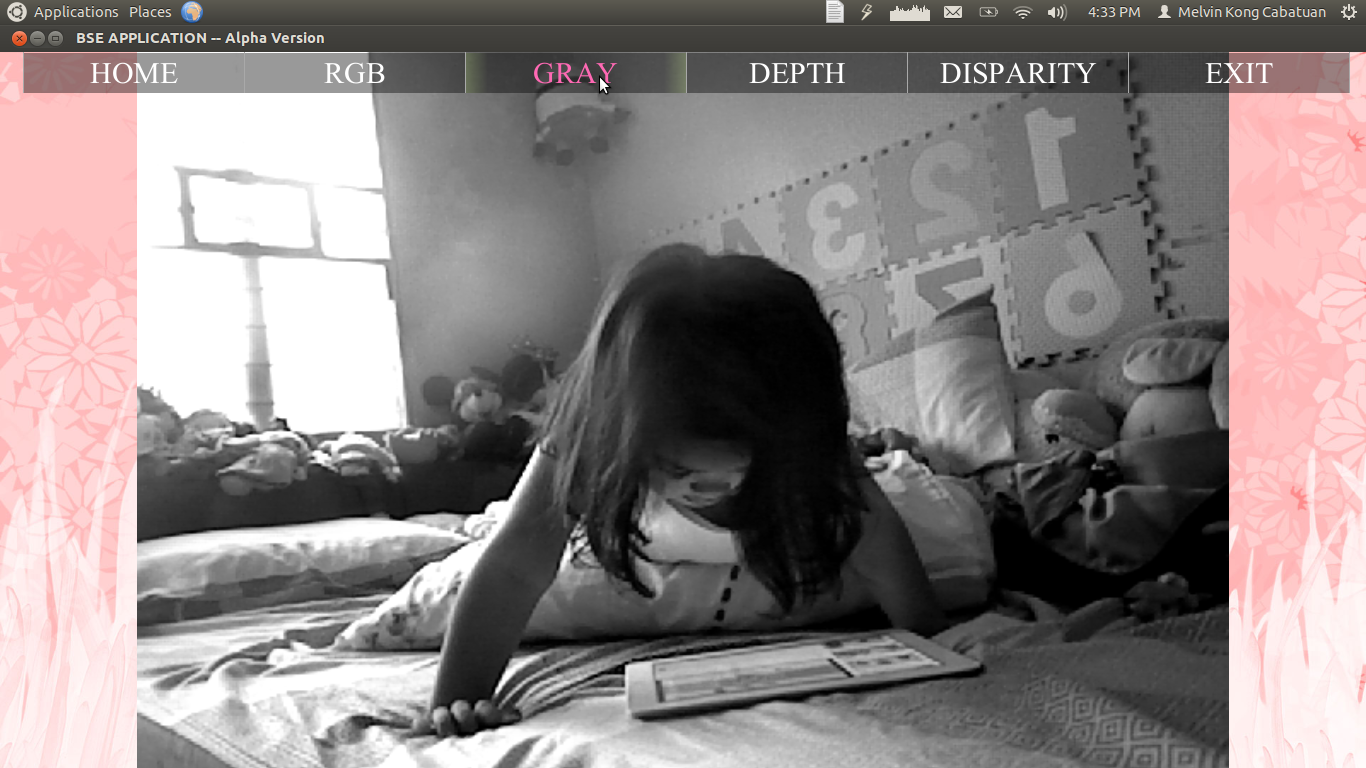 Applications Places 4:33 PM Melvin Kong Cabatuan
BSE APPLICATION -- Alpha Version
HOME RGB GRAY DEPTH DISPARITY EXIT